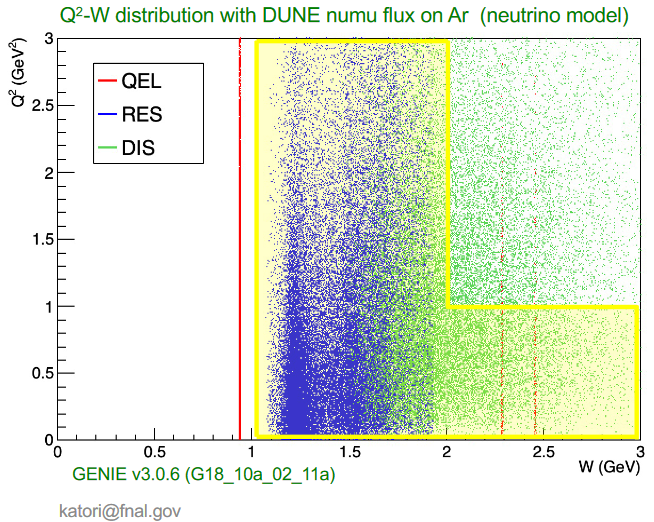 Q²-W distribution with DUNE numu flux on Ar (neutrino model)
Q² (GeV²)
3
2.5
2
1.5
1
0.5
0
QEL
RES
DIS
0 0.5 1 1.5 2 2.5 3
W (GeV)
GENIE v3.0.6 (G18_10a_02_11a)
katori@fnal.gov